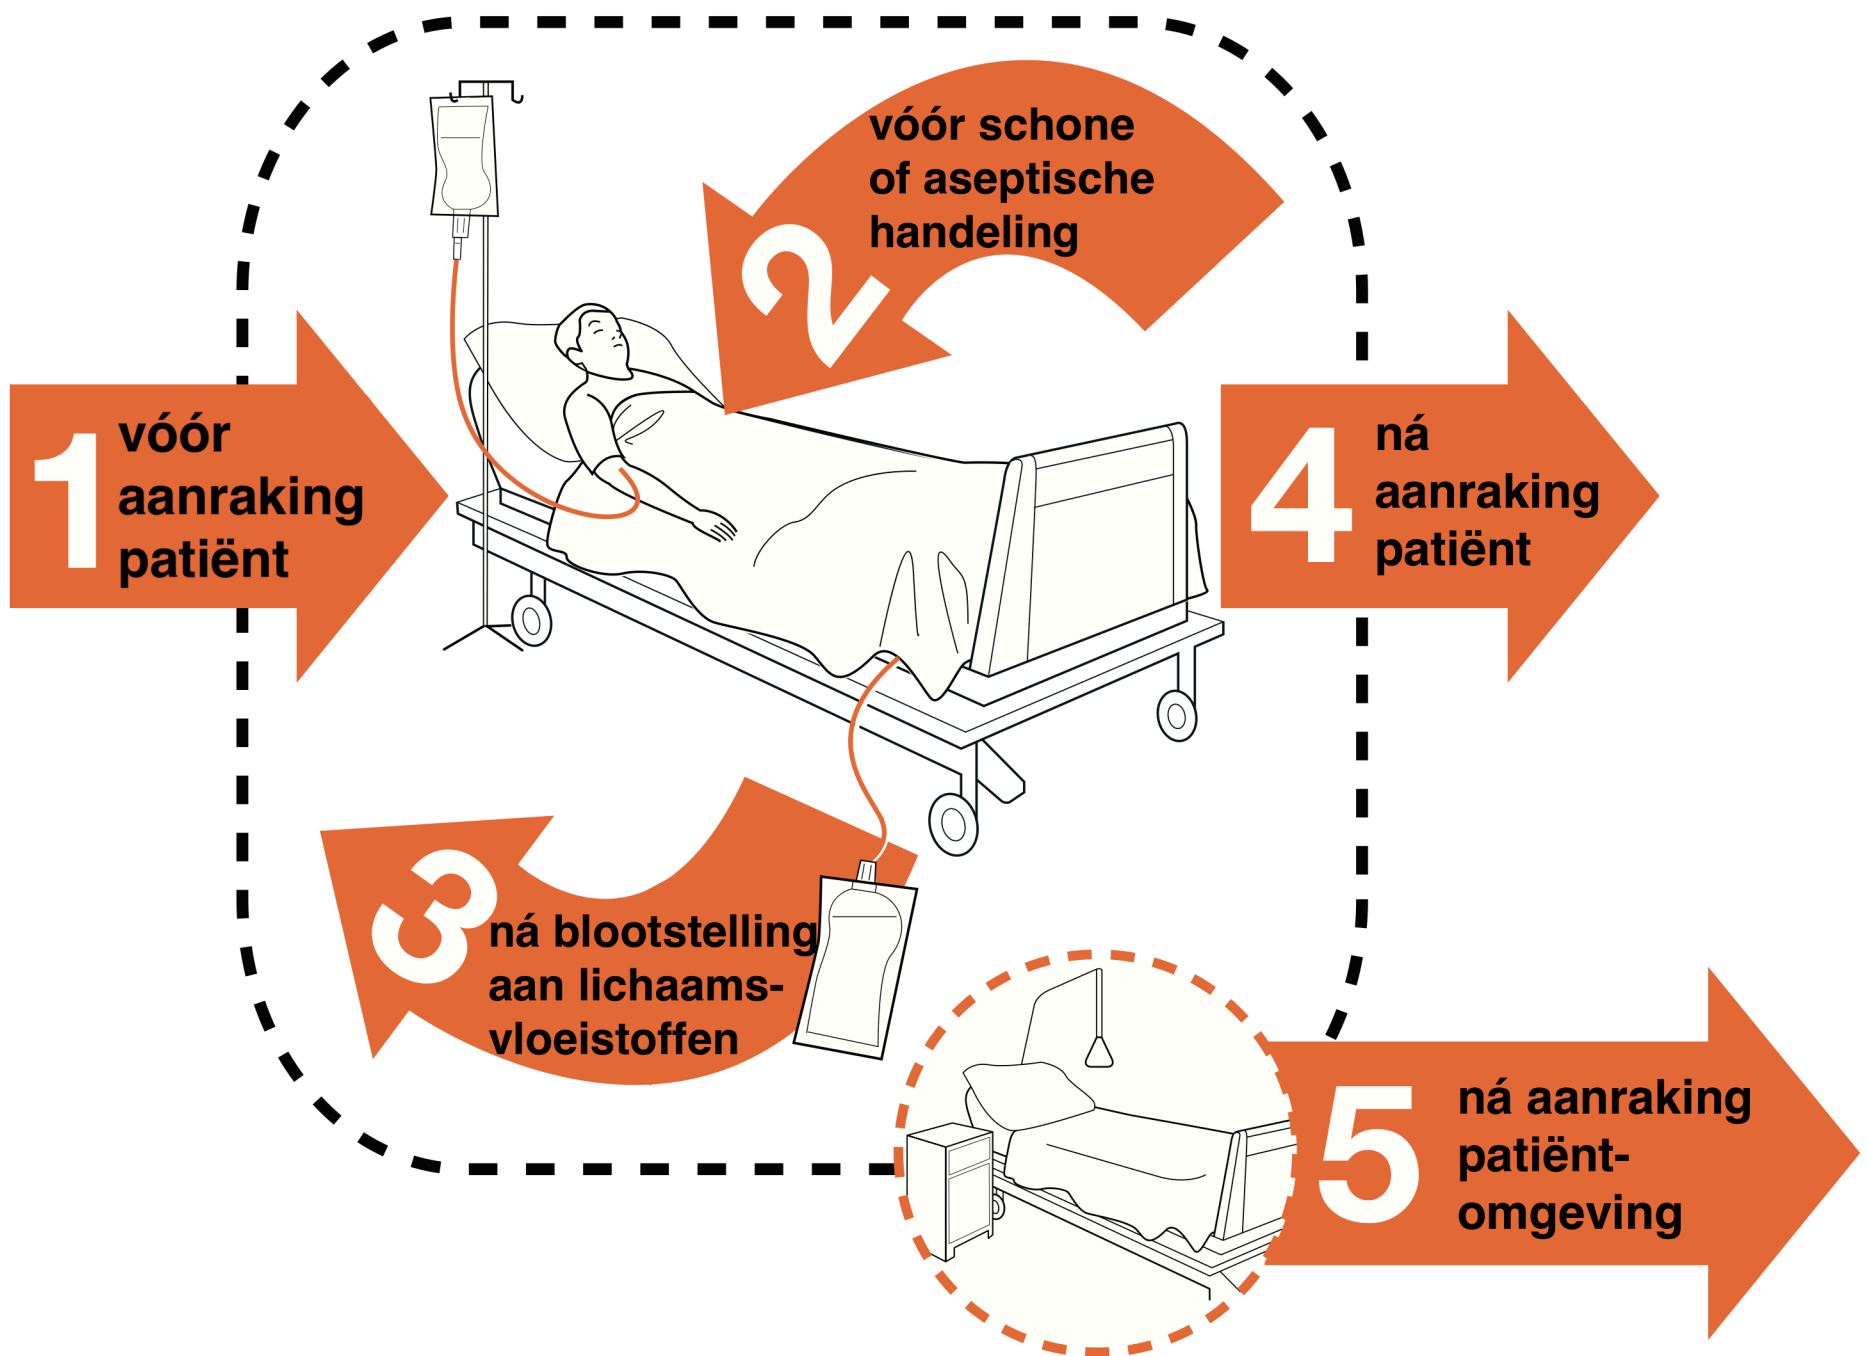 1
vóór
aanraking
patiënt
2
vóór schone
of aseptische
handeling
3
ná blootstelling
aan lichaams-
vloeistoffen
4
ná
aanraking
patiënt
5
ná aanraking
patiënt-
omgeving